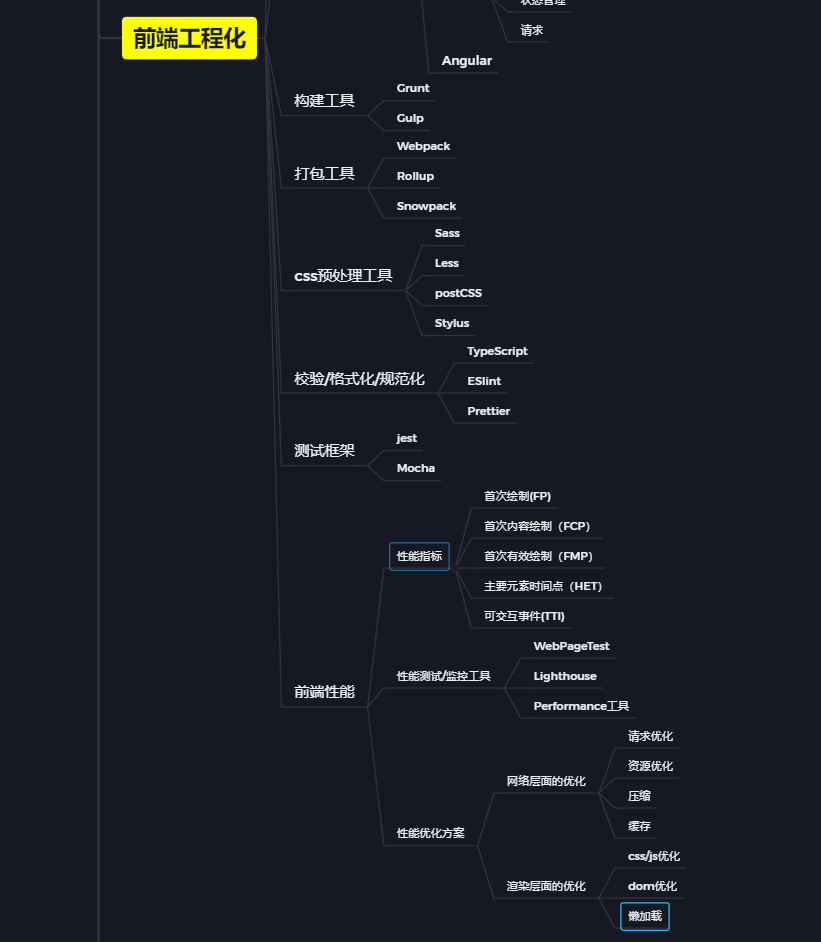 状态管理
请求
前端工程化
Angular
构建工具
Grunt
Gulp
打包工具
Webpack
Rollup
Snowpack
css预处理工具
Sass
Less
postCSS
Stylus
校验/格式化/规范化
TypeScript
ESlint
Prettier
测试框架
jest
Mocha
前端性能
性能指标
首次绘制(FP)
首次内容绘制（FCP）
首次有效绘制（FMP）
主要元素时间点（HET）
可交互事件(TTI)
性能测试/监控工具
WebPageTest
Lighthouse
Performance工具
性能优化方案
网络层面的优化
请求优化
资源优化
压缩
缓存
渲染层面的优化
css/js优化
dom优化
懒加载